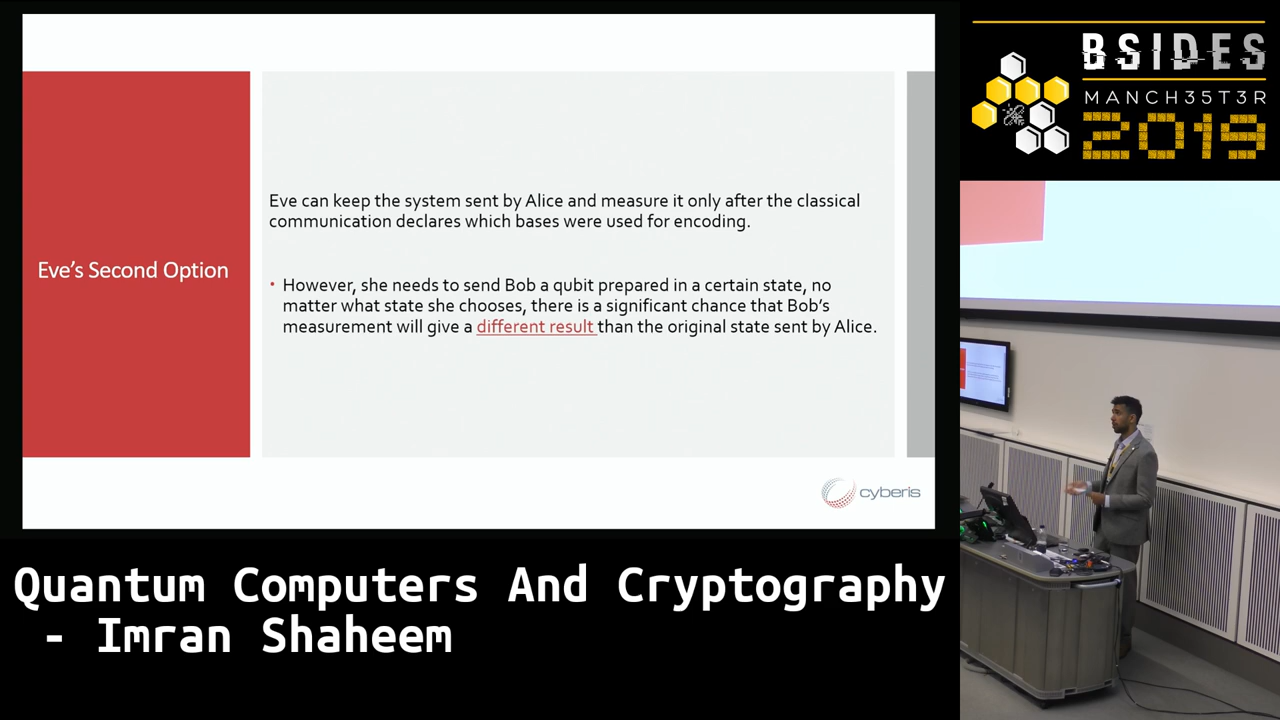 Eve's Second Option
Eve can keep the system sent by Alice and measure it only after the classical
communication declares which bases were used for encoding.
• However, she needs to send Bob a qubit prepared in a certain state, no
matter what state she chooses, there is a significant chance that Bob's
measurement will give a different result than the original state sent by Alice.
cyberis
BSIDES
MANCH35T3R
2019
Quantum Computers And Cryptography
- Imran Shaheem